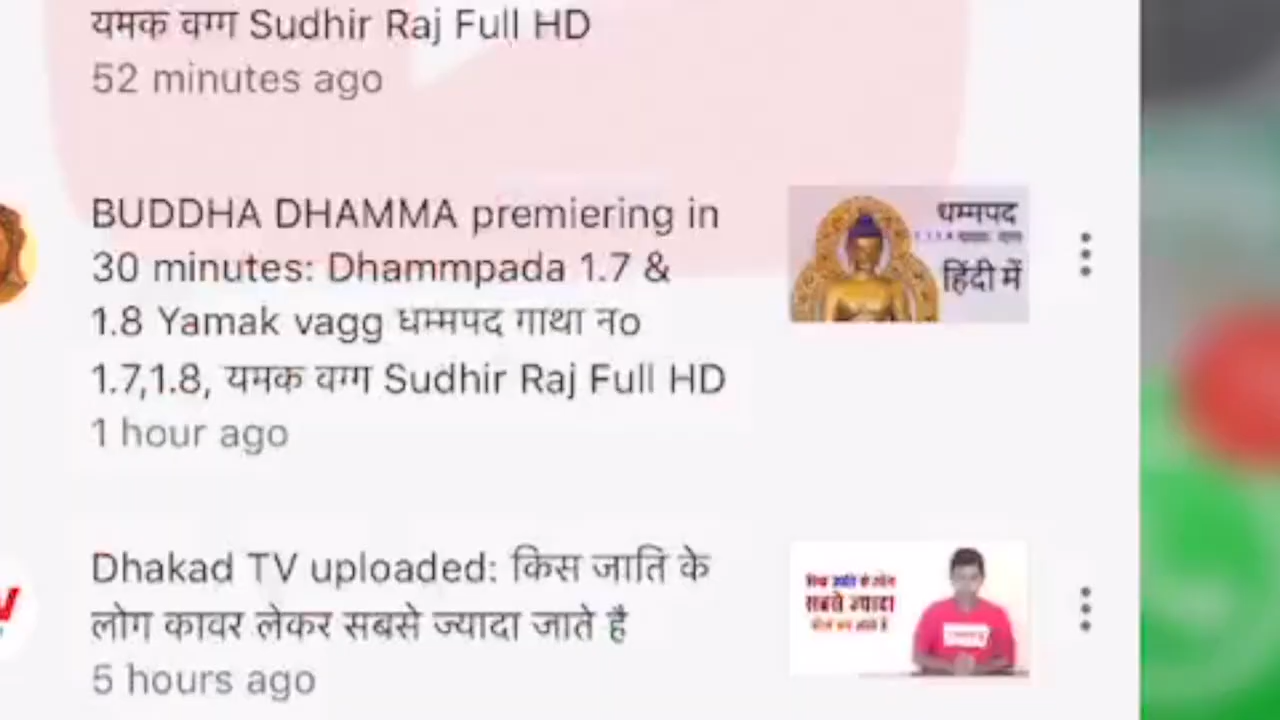 यमक वग्ग Sudhir Raj Full HD
52 minutes ago
BUDDHA DHAMMA premiering in
30 minutes: Dhammpada 1.7 &
1.8 Yamak vagg धम्मपद गाथा नo
1.7,1.8, यमक वग्ग Sudhir Raj Full HD
1 hour ago
धम्मपद
हिंदी में
Dhakad TV uploaded: किस जाति के
लोग कावर लेकर सबसे ज्यादा जाते है
5 hours ago
सबसे ज्यादा